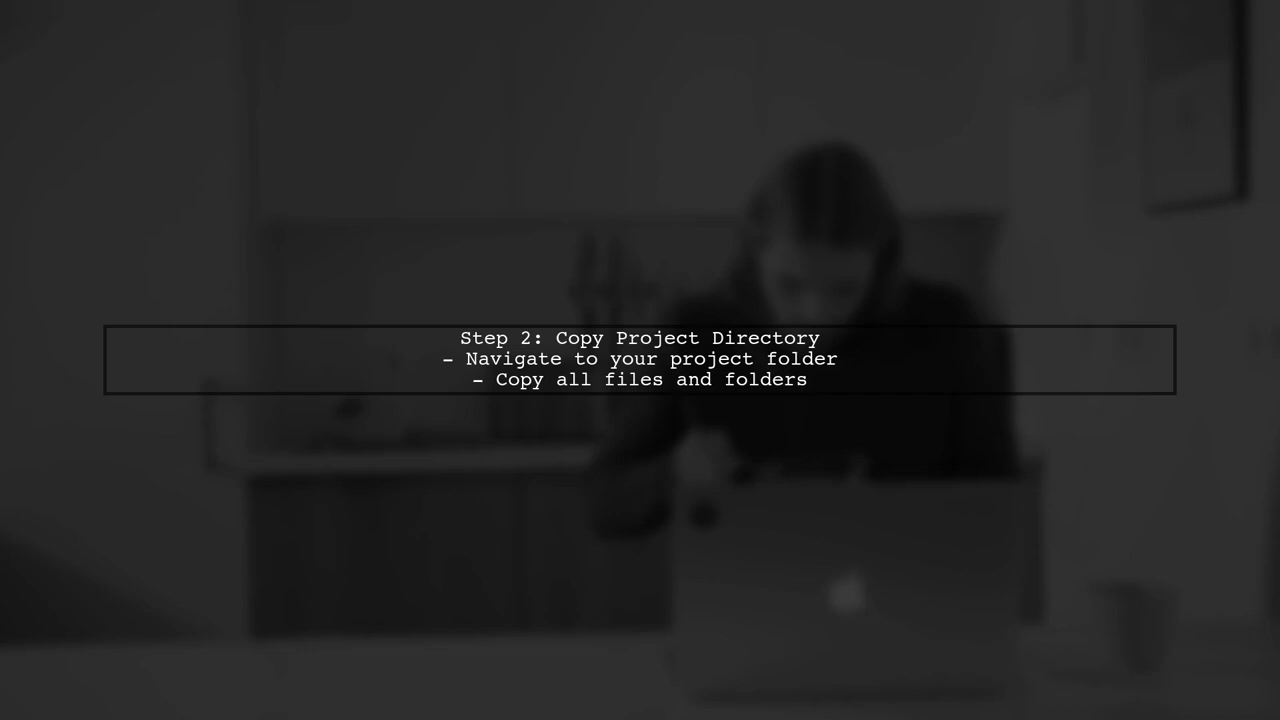 Step 2: Copy Project Directory
– Navigate to your project folder
– Copy all files and folders